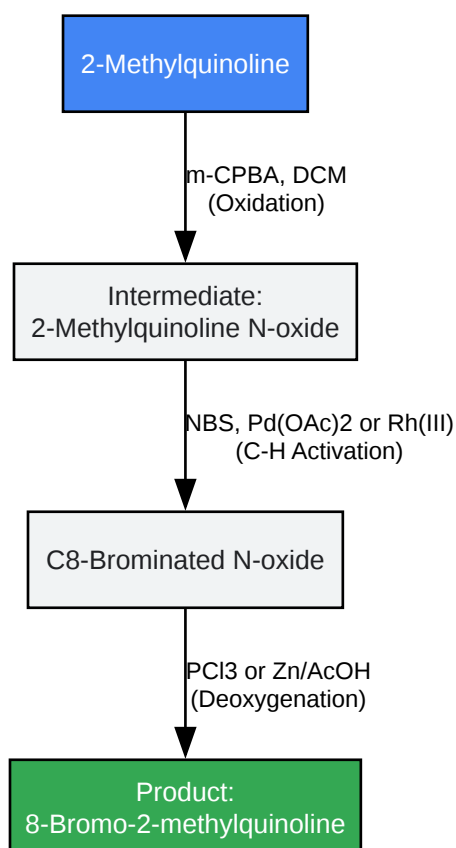 2-Methylquinoline
m-CPBA, DCM
(Oxidation)
Intermediate:
2-Methylquinoline N-oxide
NBS, Pd(OAc)2 or Rh(III)
(C-H Activation)
C8-Brominated N-oxide
PCl3 or Zn/AcOH
(Deoxygenation)
Product:
8-Bromo-2-methylquinoline